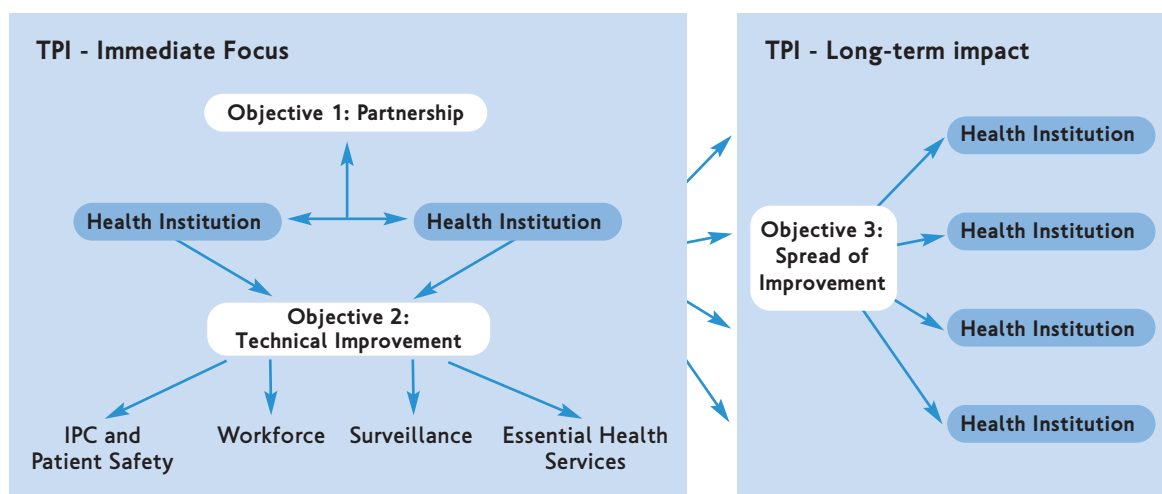 TPI - Immediate Focus
Objective 1: Partnership
Health Institution
Health Institution
Objective 2:
Technical Improvement
IPC and
Patient Safety
Workforce
Surveillance
Essential Health
Services
TPI - Long-term impact
Objective 3:
Spread of
Improvement
Health Institution
Health Institution
Health Institution
Health Institution